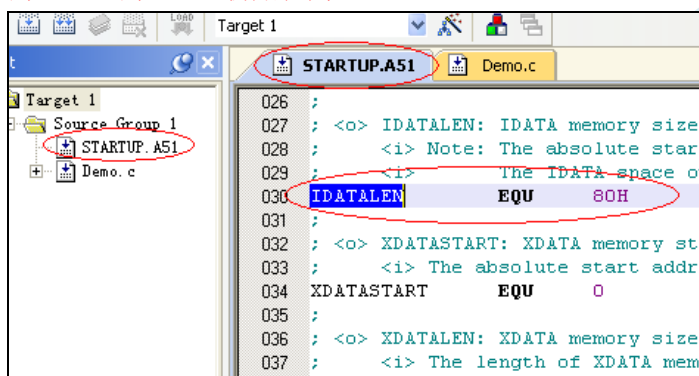 LOAD
Target 1
STARTUP.A51 Demo.c
Target 1
Source Group 1
STARTUP.A51
Demo.c
026 ;
027 ; <o> IDATALEN: IDATA memory size
028 ; <i> Note: The absolute star
029 ; <i> The IDATA space o
030 IDATALEN EQU 80H
031 ;
032 ; <o> XDATASTART: XDATA memory st
033 ; <i> The absolute start addr
034 XDATASTART EQU 0
035 ;
036 ; <o> XDATALEN: XDATA memory size
037 ; <i> The length of XDATA mem